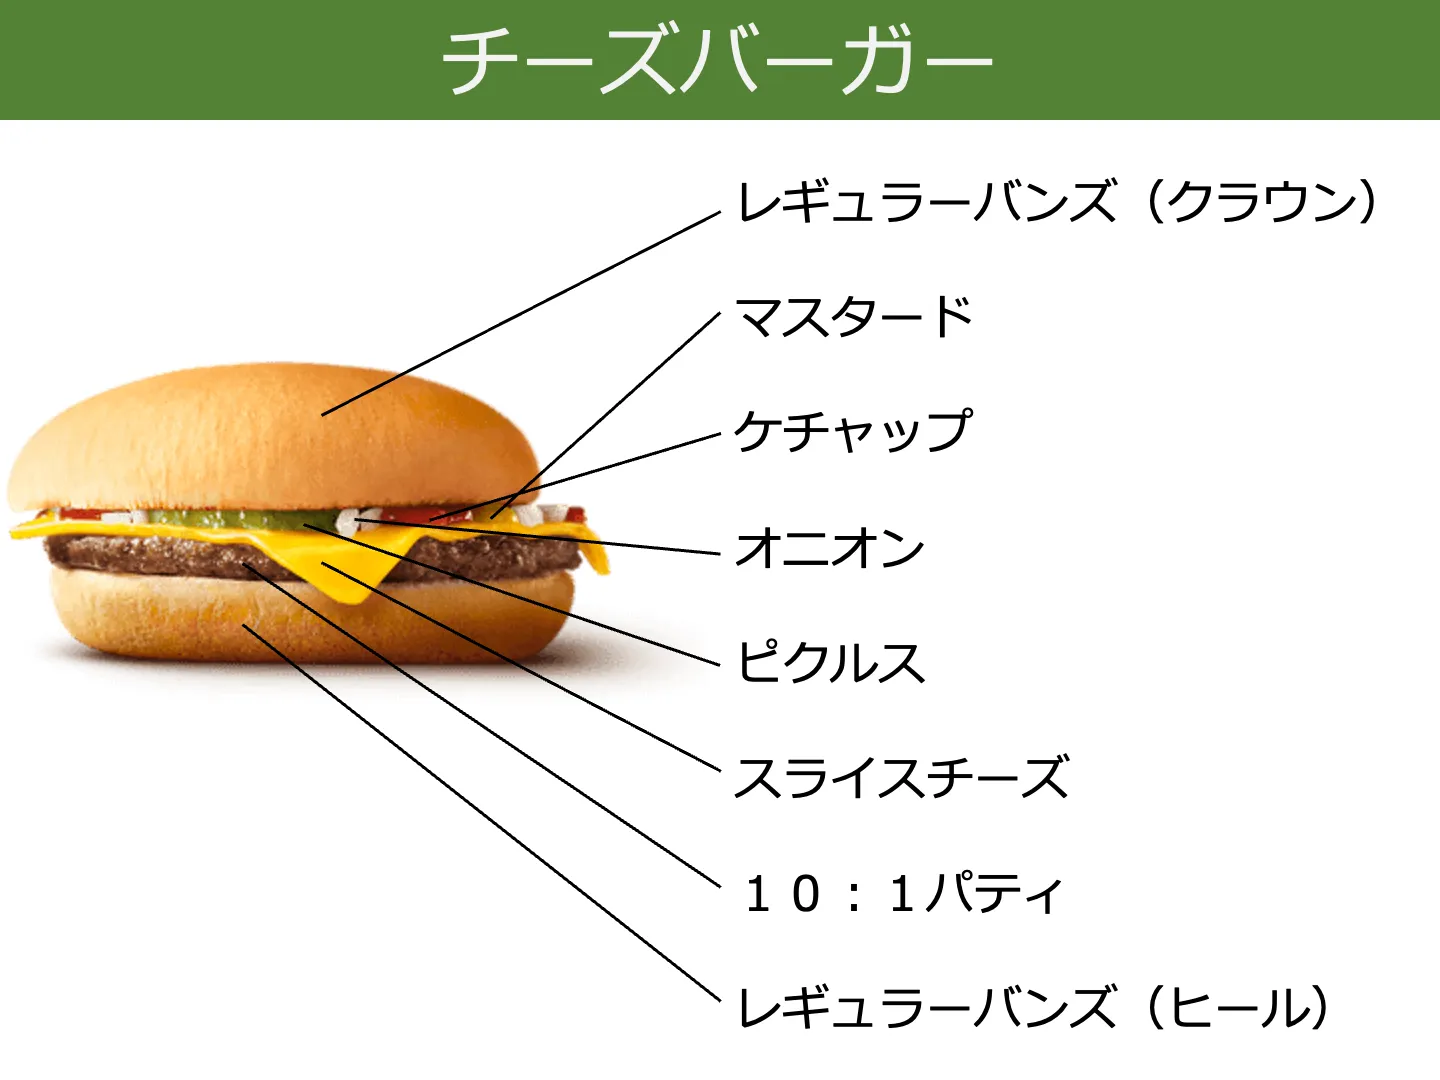 チーズバーガー
レギュラーバンズ（クラウン）
マスタード
ケチャップ
オニオン
ピクルス
スライスチーズ
１０：１パティ
レギュラーバンズ（ヒール）